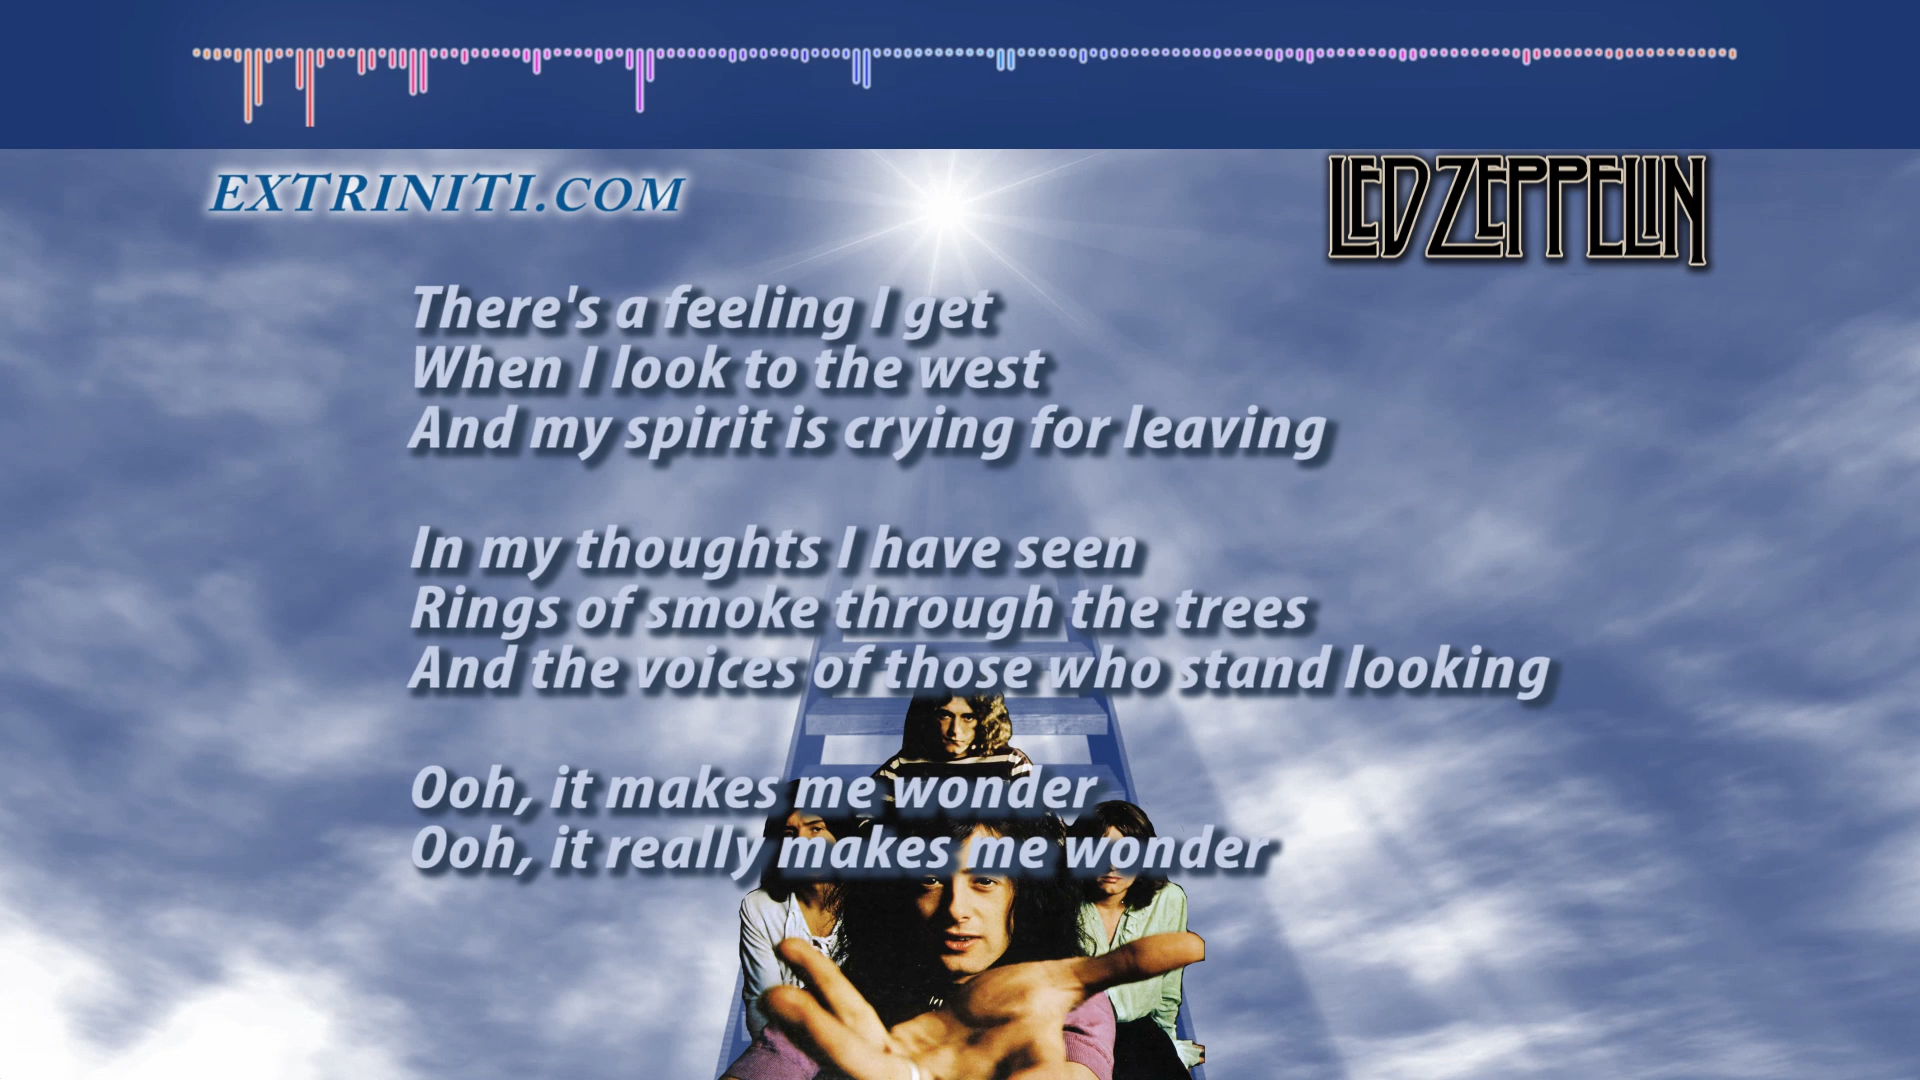 EXTRINITI.COM
LED ZEPPELIN
There's a feeling I get
When I look to the west
And my spirit is crying for leaving
In my thoughts I have seen
Rings of smoke through the trees
And the voices of those who stand looking
Ooh, it makes me wonder
Ooh, it really makes me wonder